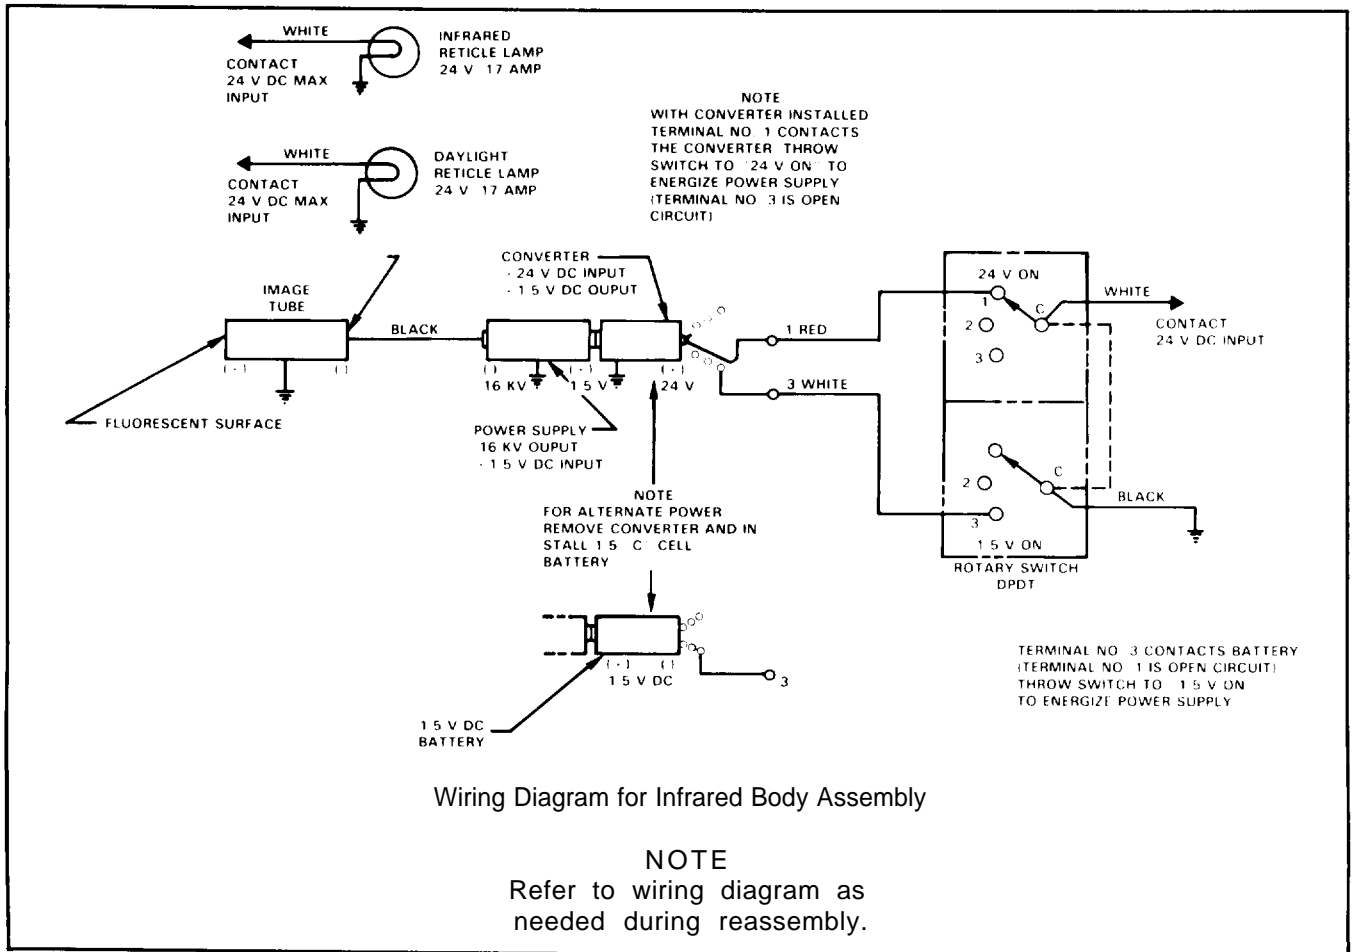 WHITE
INFRARED
RETICLE LAMP
24 V 17 AMP
CONTACT
24 V DC MAX
INPUT
WHITE
DAYLIGHT
RETICLE LAMP
24 V 17 AMP
CONTACT
24 V DC MAX
INPUT
NOTE
WITH CONVERTER INSTALLED
TERMINAL NO. 1 CONTACTS
THE CONVERTER THROW
SWITCH TO "24 V ON" TO
ENERGIZE POWER SUPPLY
(TERMINAL NO. 3 IS OPEN
CIRCUIT)
CONVERTER
- 24 V DC INPUT
- 1 5 V DC OUPUT
IMAGE
TUBE
BLACK
(-)
( )
( )
16 KV
(-)
1 5 V
(-)
24 V
FLUORESCENT SURFACE
POWER SUPPLY
16 KV OUPUT
- 1 5 V DC INPUT
1 RED
3 WHITE
24 V ON
1
2
3
C
WHITE
CONTACT
24 V DC INPUT
C
2
3
BLACK
1 5 V ON
ROTARY SWITCH
DPDT
NOTE
FOR ALTERNATE POWER
REMOVE CONVERTER AND IN
STALL 1 5 "C" CELL
BATTERY
(-)
( )
1 5 V DC
3
1 5 V DC
BATTERY
TERMINAL NO. 3 CONTACTS BATTERY
(TERMINAL NO. 1 IS OPEN CIRCUIT)
THROW SWITCH TO 1 5 V ON
TO ENERGIZE POWER SUPPLY
Wiring Diagram for Infrared Body Assembly
NOTE
Refer to wiring diagram as
needed during reassembly.